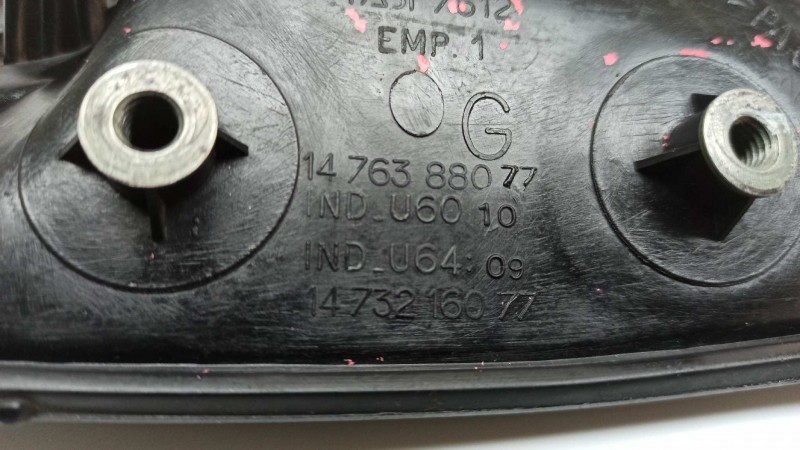 EMP. 1
G
14 763 880 77
IND_U60 10
IND_U64: 09
14 732 160 77